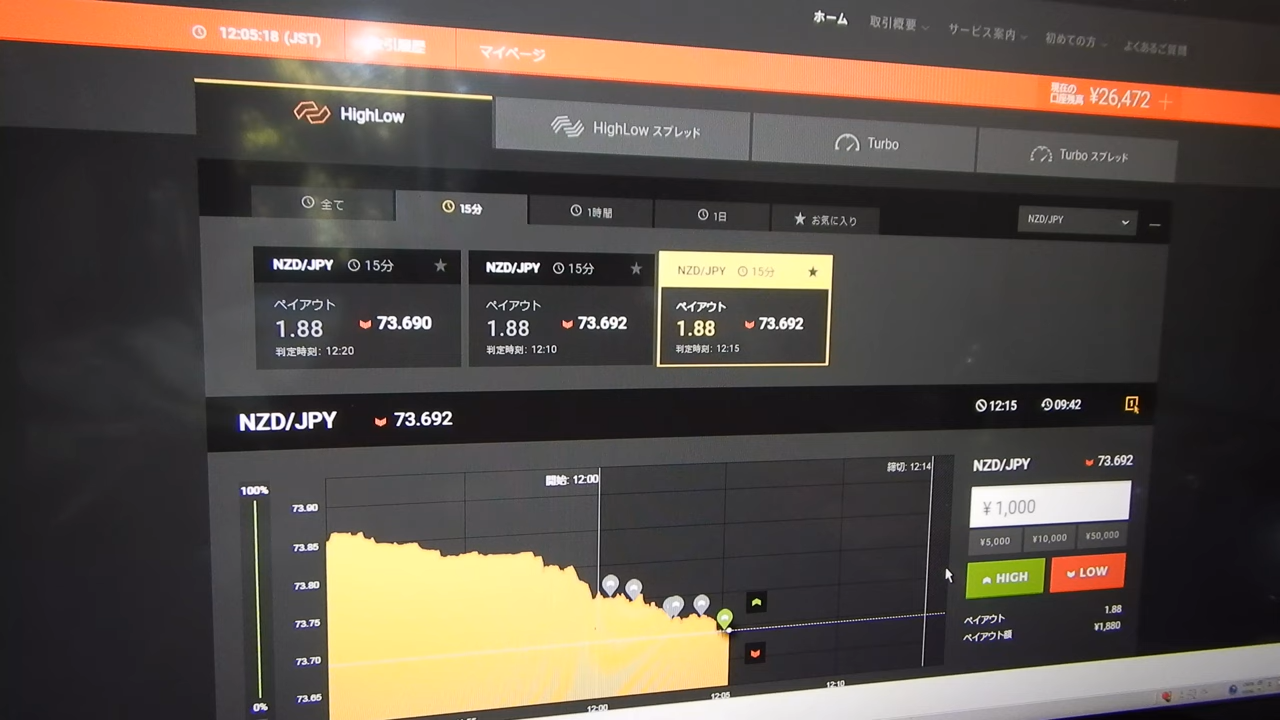 ホーム 取引概要 サービス案内 初めての方 よくあるご質問
12:05:18 (JST) 取引履歴 マイページ
現在の口座残高 ¥26,472 +
HighLow HighLow スプレッド Turbo Turbo スプレッド
全て 15分 1時間 1日 お気に入り NZD/JPY
NZD/JPY 15分 NZD/JPY 15分 NZD/JPY 15分
ペイアウト ペイアウト ペイアウト
1.88 73.690 1.88 73.692 1.88 73.692
判定時刻: 12:20 判定時刻: 12:10 判定時刻: 12:15
NZD/JPY 73.692 12:15 09:42 1
NZD/JPY 73.692
開始: 12:00 締切: 12:14
100%
73.90
73.85
73.80
73.75
73.70
73.65
0%
12:00 12:05 12:10
¥1,000
¥5,000 ¥10,000 ¥50,000
HIGH LOW
ペイアウト 1.88
ペイアウト額 ¥1,880